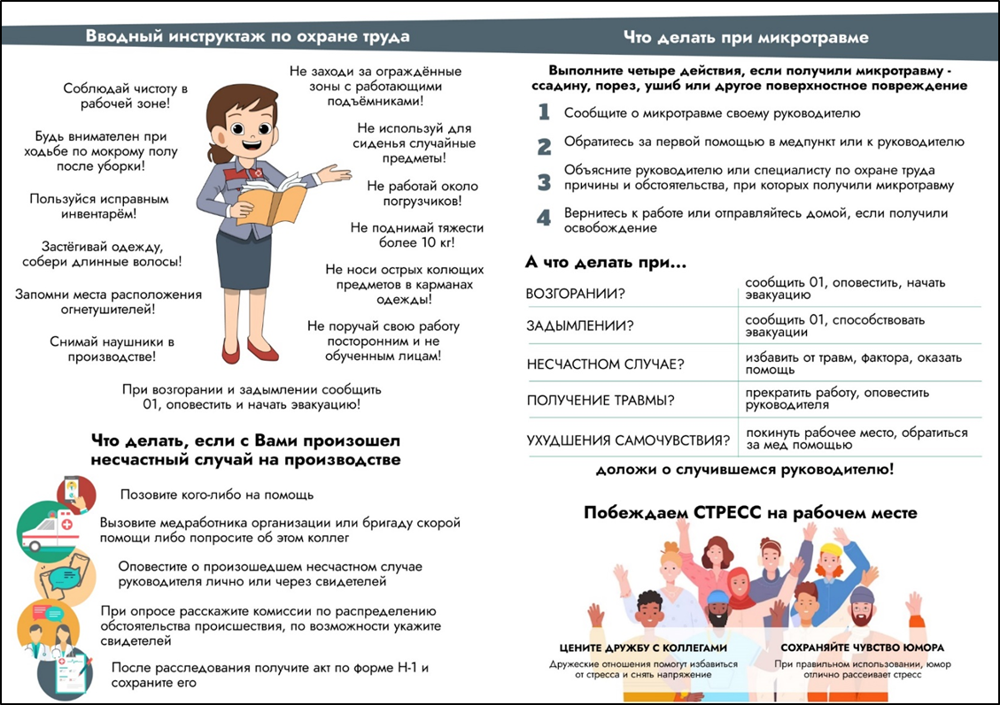 Вводный инструктаж по охране труда
Соблюдай чистоту в
рабочей зоне!
Будь внимателен при
ходьбе по мокрому полу
после уборки!
Пользуйся исправным
инвентарём!
Застёгивай одежду,
собери длинные волосы!
Запомни места расположения
огнетушителей!
Снимай наушники в
производстве!
Не заходи за ограждённые
зоны с работающими
подъёмниками!
Не используй для
сиденья случайные
предметы!
Не работай около
погрузчиков!
Не поднимай тяжести
более 10 кг!
Не носи острых колющих
предметов в карманах
одежды!
Не поручай свою работу
посторонним и не
обученным лицам!
При возгорании и задымлении сообщить
01, оповестить и начать эвакуацию!
Что делать, если с Вами произошел
несчастный случай на производстве
Позовите кого-либо на помощь
Вызовите медработника организации или бригаду скорой
помощи либо попросите об этом коллег
Оповестите о произошедшем несчастном случае
руководителя лично или через свидетелей
При опросе расскажите комиссии по распределению
обстоятельства происшествия, по возможности укажите
свидетелей
После расследования получите акт по форме Н-1 и
сохраните его
Что делать при микротравме
Выполните четыре действия, если получили микротравму -
ссадину, порез, ушиб или другое поверхностное повреждение
1 Сообщите о микротравме своему руководителю
2 Обратитесь за первой помощью в медпункт или к руководителю
3 Объясните руководителю или специалисту по охране труда
причины и обстоятельства, при которых получили микротравму
4 Вернитесь к работе или отправляйтесь домой, если получили
освобождение
А что делать при...
ВОЗГОРАНИИ?
сообщить 01, оповестить, начать
эвакуацию
ЗАДЫМЛЕНИИ?
сообщить 01, способствовать
эвакуации
НЕСЧАСТНОМ СЛУЧАЕ?
избавить от травм, фактора, оказать
помощь
ПОЛУЧЕНИЕ ТРАВМЫ?
прекратить работу, оповестить
руководителя
УХУДШЕНИЯ САМОЧУВСТВИЯ?
покинуть рабочее место, обратиться
за мед помощью
доложи о случившемся руководителю!
Побеждаем СТРЕСС на рабочем месте
ЦЕНИТЕ ДРУЖБУ С КОЛЛЕГАМИ
Дружеские отношения помогут избавиться
от стресса и снять напряжение
СОХРАНЯЙТЕ ЧУВСТВО ЮМОРА
При правильном использовании, юмор
отлично рассеивает стресс